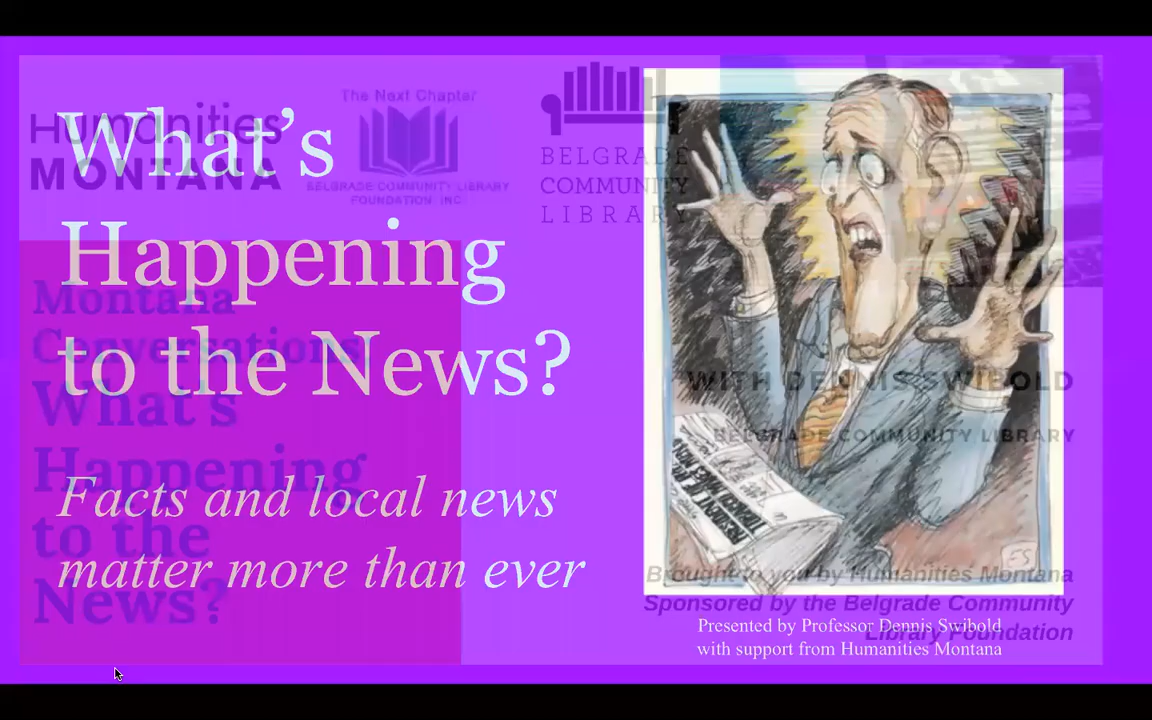 What's
Happening
to the News?
Facts and local news
matter more than ever
Presented by Professor Dennis Swibold
with support from Humanities Montana
Humanities
MONTANA
The Next Chapter
BELGRADE COMMUNITY LIBRARY
FOUNDATION, INC
BELGRADE
COMMUNITY
LIBRARY
Montana
Conversations
What's
Happening
to the
News?
WITH DENNIS SWIBOLD
BELGRADE COMMUNITY LIBRARY
Brought to you by Humanities Montana
Sponsored by the Belgrade Community
Library Foundation
ES